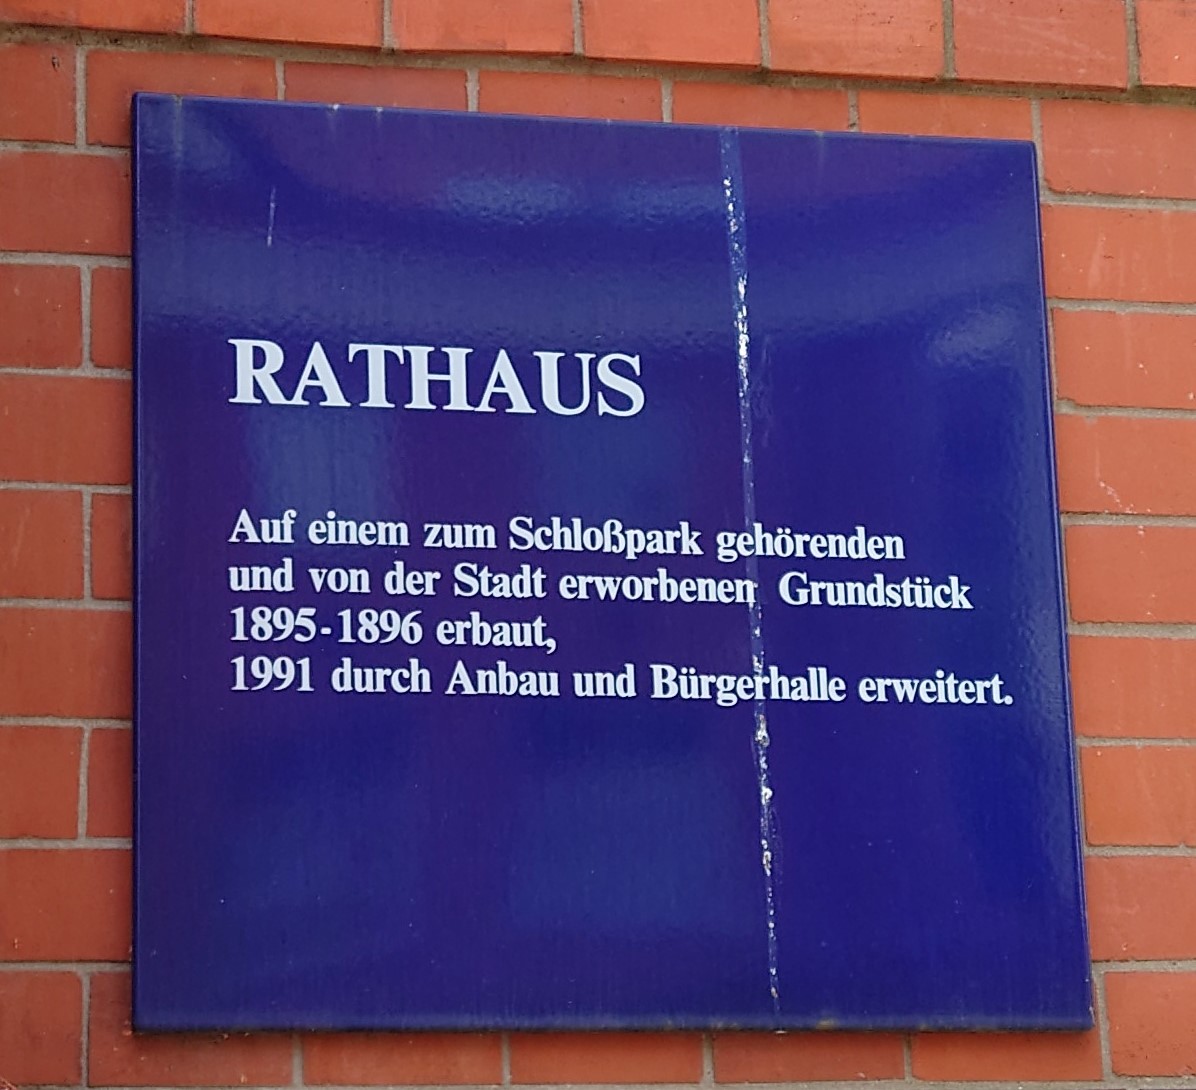 RATHAUS
Auf einem zum Schloßpark gehörenden
und von der Stadt erworbenen Grundstück
1895-1896 erbaut,
1991 durch Anbau und Bürgerhalle erweitert.